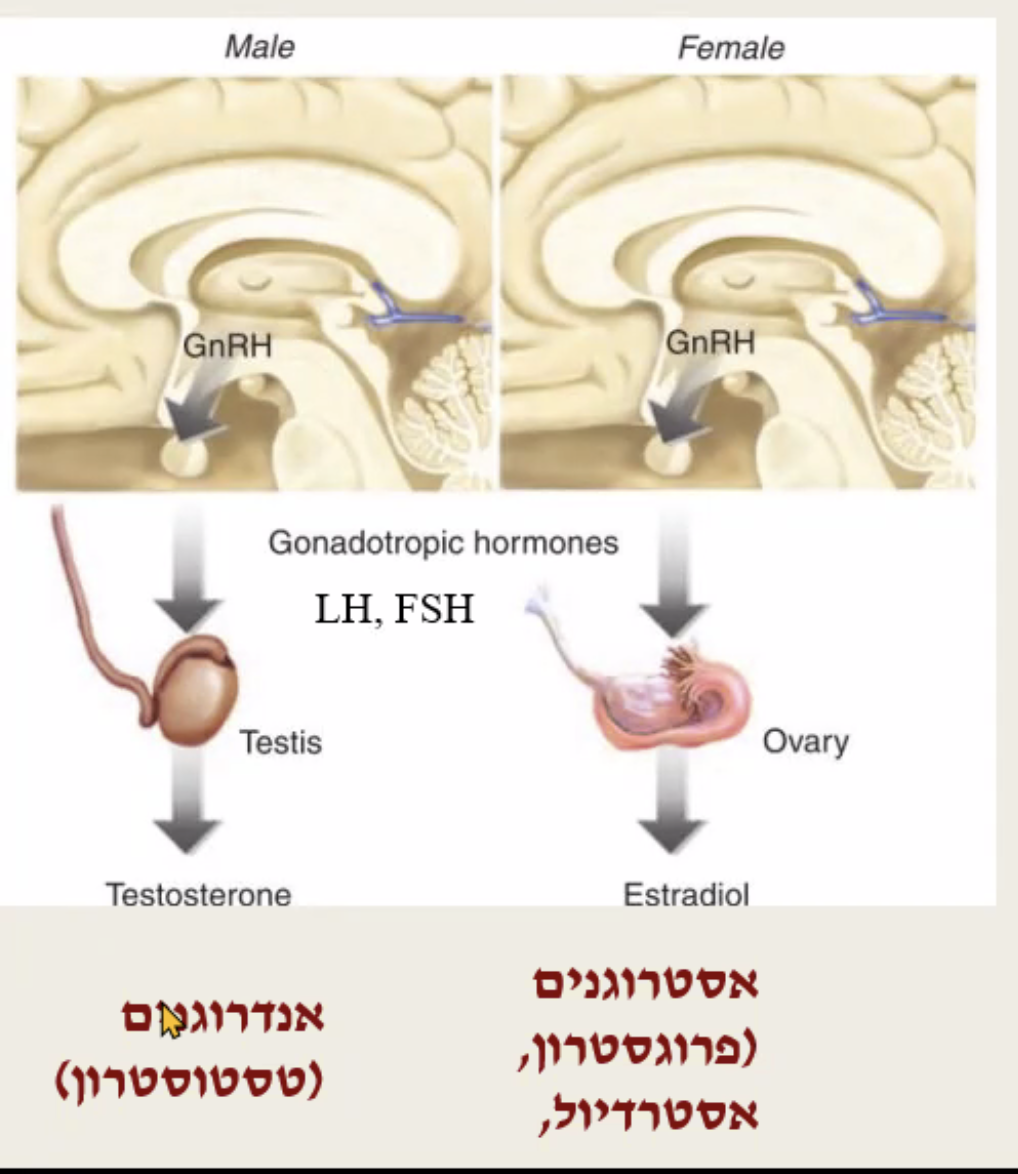 Male
Female
GnRH
GnRH
Gonadotropic hormones
LH, FSH
Testis
Ovary
Testosterone
Estradiol
אסטרוגנים
(פרוגסטרון,
אסטרדיול,
אנדרוגנים
(טסטוסטרון)